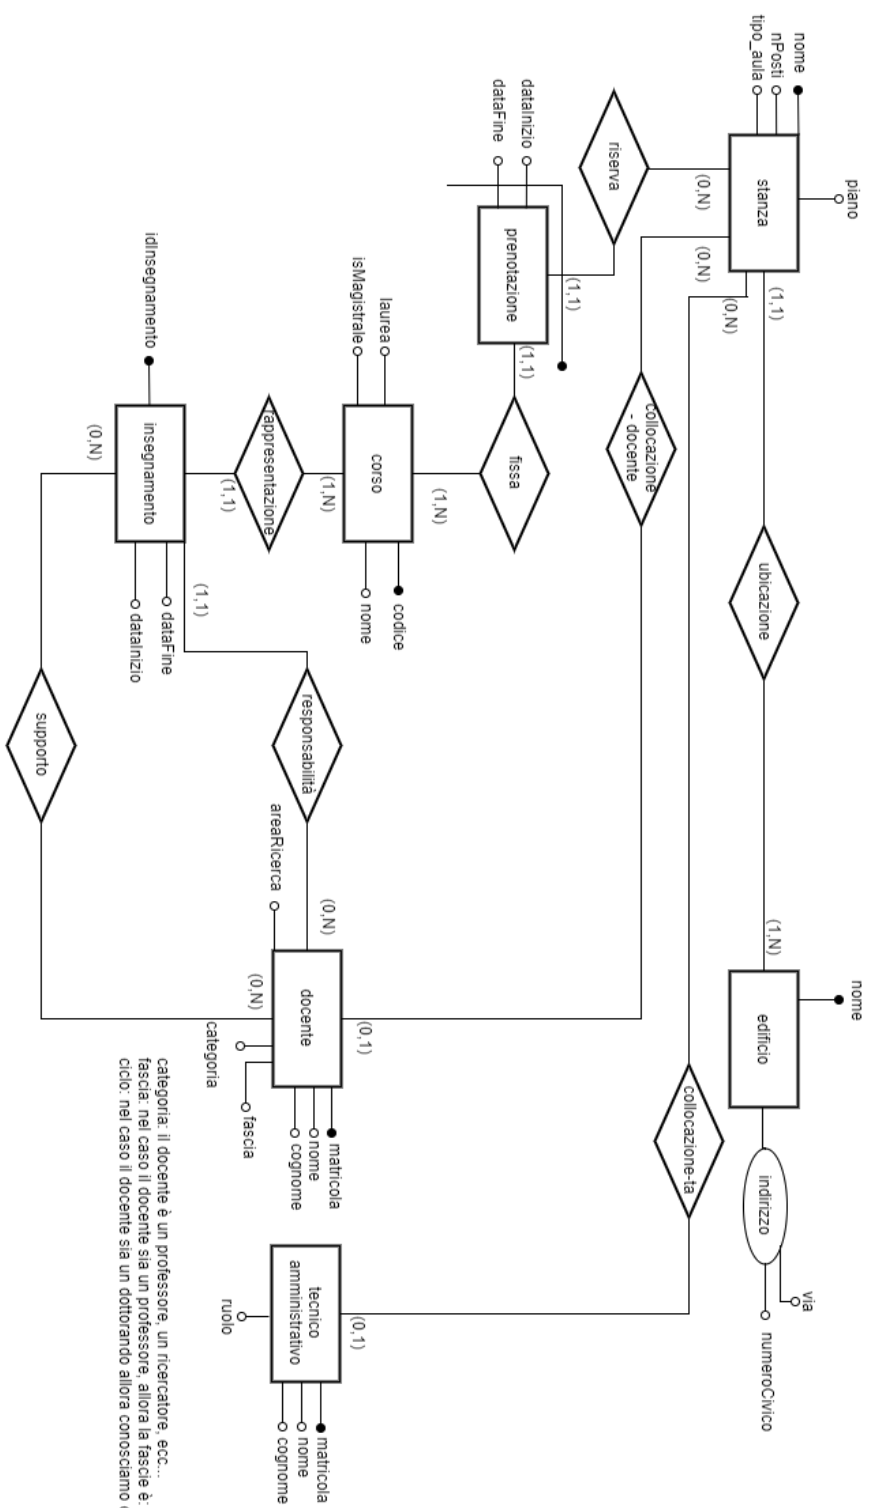 piano
nome
nome
nPosti
tipo_aula
stanza
(1,1)
ubicazione
(1,N)
edificio
indirizzo
via
numeroCivico
(0,N)
(0,N)
(0,N)
riserva
collocazione
- docente
collocazione-ta
dataInizio
dataFine
prenotazione
(1,1)
(1,1)
fissa
(1,N)
laurea
isMagistrale
corso
codice
nome
(1,N)
rappresentazione
(1,1)
idInsegnamento
insegnamento
(1,1)
dataFine
dataInizio
(0,N)
responsabilità
(0,N)
areaRicerca
(0,1)
docente
(0,N)
matricola
nome
cognome
categoria
fascia
(0,1)
tecnico
amministrativo
matricola
nome
cognome
ruolo
supporto
categoria: il docente è un professore, un ricercatore, ecc...
fascia: nel caso il docente sia un professore, allora la fascie è:
ciclo: nel caso il docente sia un dottorando allora conosciamo